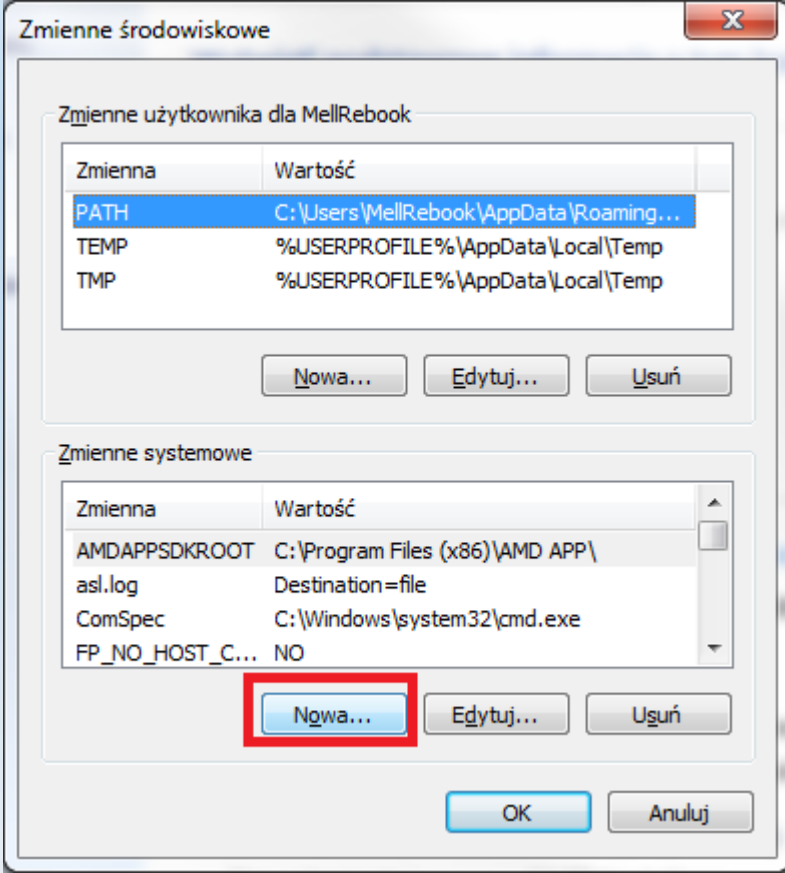 Zmienne środowiskowe
Zmienne użytkownika dla MellRebook
Zmienna Wartość
PATH C:\Users\MellRebook\AppData\Roaming...
TEMP %USERPROFILE%\AppData\Local\Temp
TMP %USERPROFILE%\AppData\Local\Temp
Nowa... Edytuj... Usuń
Zmienne systemowe
Zmienna Wartość
AMDAPPSDKROOT C:\Program Files (x86)\AMD APP\
asl.log Destination=file
ComSpec C:\Windows\system32\cmd.exe
FP_NO_HOST_C... NO
Nowa... Edytuj... Usuń
OK Anuluj